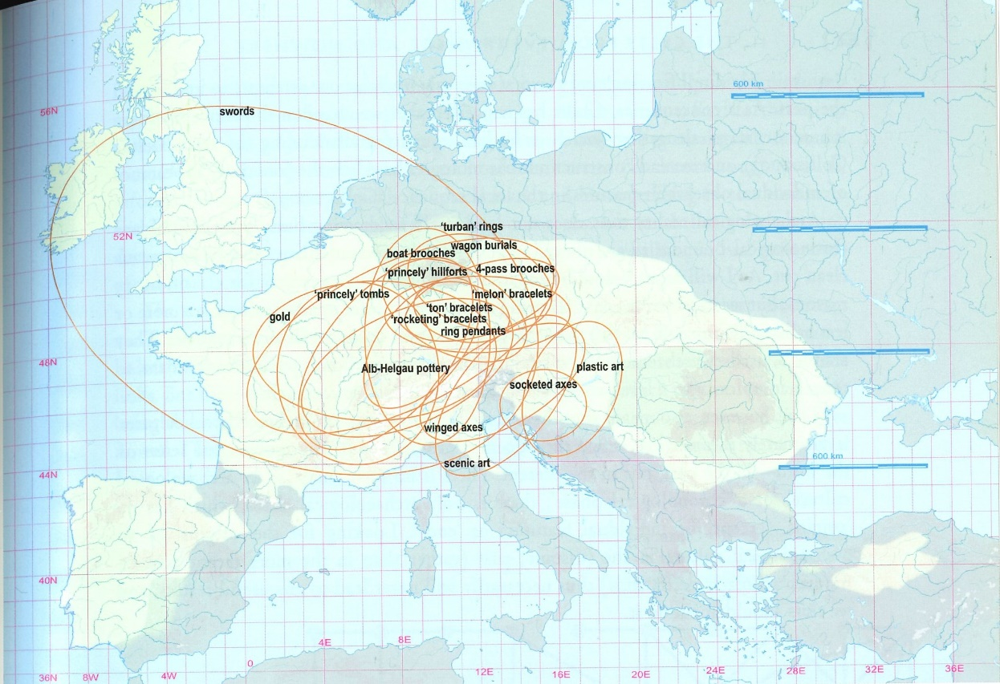 600 km
56N
swords
'turban' rings
52N
wagon burials
boat brooches
'princely' hillforts
4-pass brooches
'princely' tombs
'melon' bracelets
'ton' bracelets
gold
'rocketing' bracelets
ring pendants
48N
Alb-Helgau pottery
plastic art
socketed axes
winged axes
600 km
scenic art
44N
40N
4E
8E
0
36N
8W
4W
12E
16E
20E
24E
28E
32E
36E